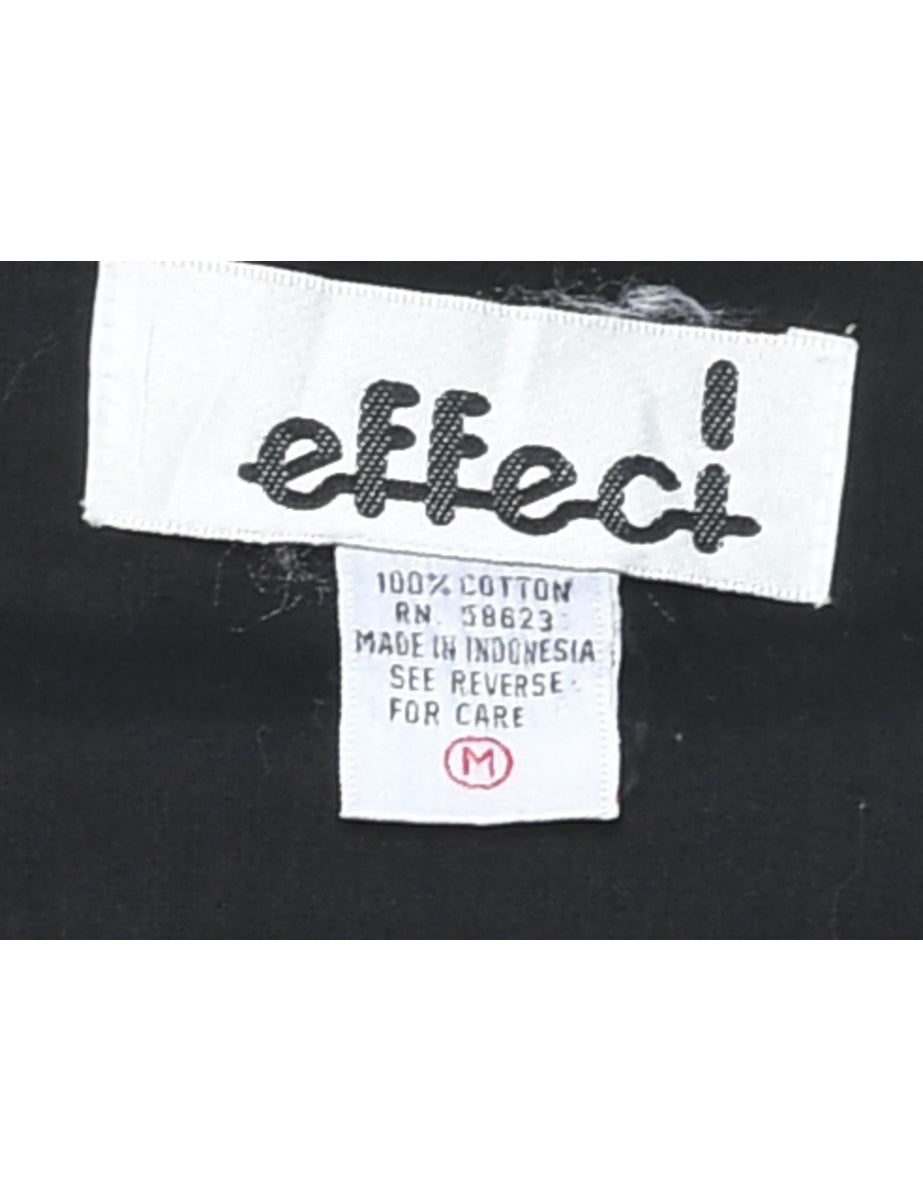 effect
100% COTTON
RN. 58623
MADE IN INDONESIA
SEE REVERSE
FOR CARE
M